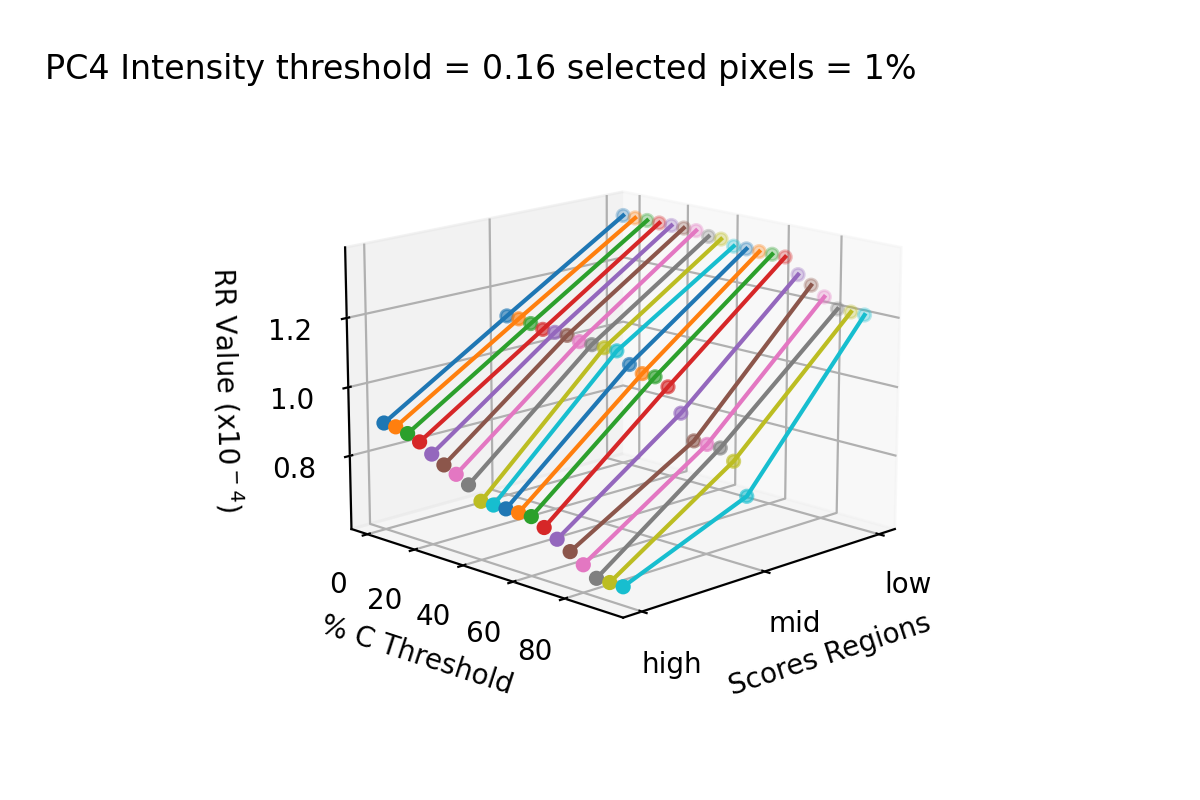 PC4 Intensity threshold = 0.16 selected pixels = 1%
RR Value (x10⁻⁴)
1.2
1.0
0.8
0
20
40
60
80
% C Threshold
high
mid
low
Scores Regions